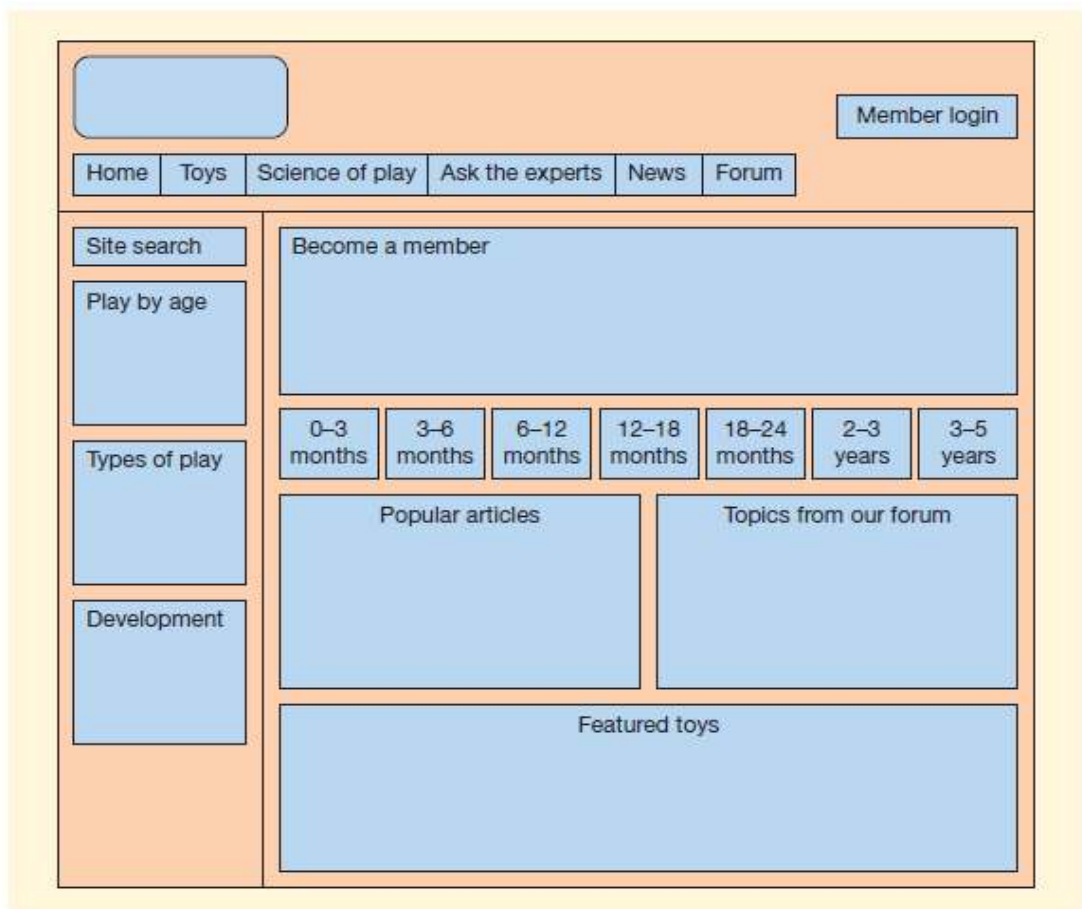 Member login
Home Toys Science of play Ask the experts News Forum
Site search
Play by age
Types of play
Development
Become a member
0–3 months
3–6 months
6–12 months
12–18 months
18–24 months
2–3 years
3–5 years
Popular articles
Topics from our forum
Featured toys